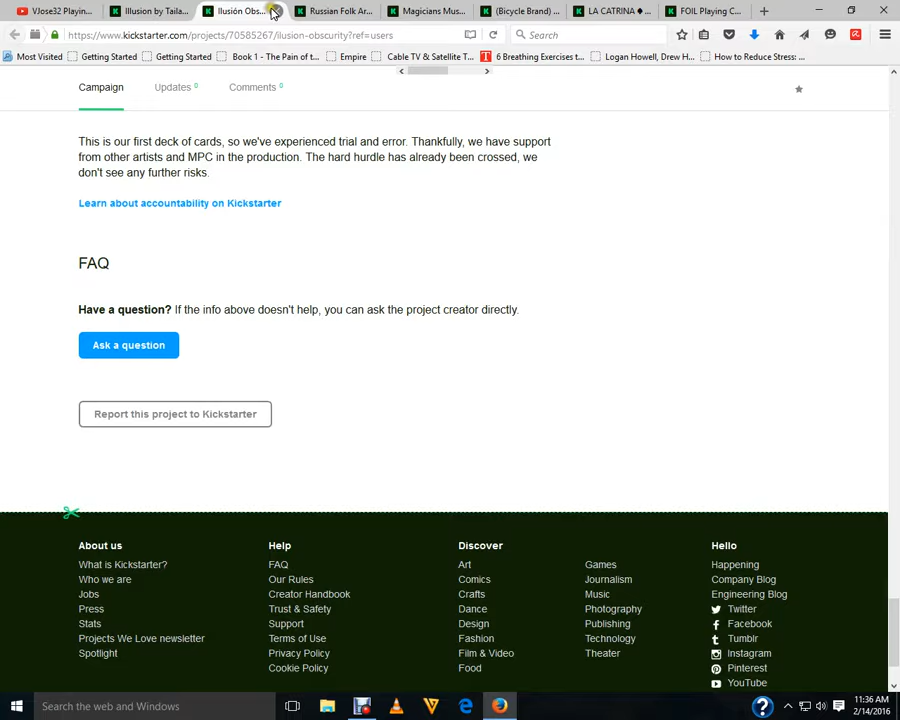 VJose32 Playin...
Illusion by Taila...
Ilusión Obs...
Russian Folk Ar...
Magicians Mus...
(Bicycle Brand) ...
LA CATRINA ♦...
FOIL Playing C...
https://www.kickstarter.com/projects/70585267/ilusion-obscurity?ref=users
Search
Most Visited
Getting Started
Getting Started
Book 1 - The Pain of t...
Empire
Cable TV & Satellite T...
6 Breathing Exercises t...
Logan Howell, Drew H...
How to Reduce Stress: ...
Campaign
Updates 0
Comments 0
This is our first deck of cards, so we've experienced trial and error. Thankfully, we have support
from other artists and MPC in the production. The hard hurdle has already been crossed, we
don't see any further risks.
Learn about accountability on Kickstarter
FAQ
Have a question? If the info above doesn't help, you can ask the project creator directly.
Ask a question
Report this project to Kickstarter
About us
What is Kickstarter?
Who we are
Jobs
Press
Stats
Projects We Love newsletter
Spotlight
Help
FAQ
Our Rules
Creator Handbook
Trust & Safety
Support
Terms of Use
Privacy Policy
Cookie Policy
Discover
Art
Comics
Crafts
Dance
Design
Fashion
Film & Video
Food
Games
Journalism
Music
Photography
Publishing
Technology
Theater
Hello
Happening
Company Blog
Engineering Blog
Twitter
Facebook
Tumblr
Instagram
Pinterest
YouTube
Search the web and Windows
11:36 AM
2/14/2016